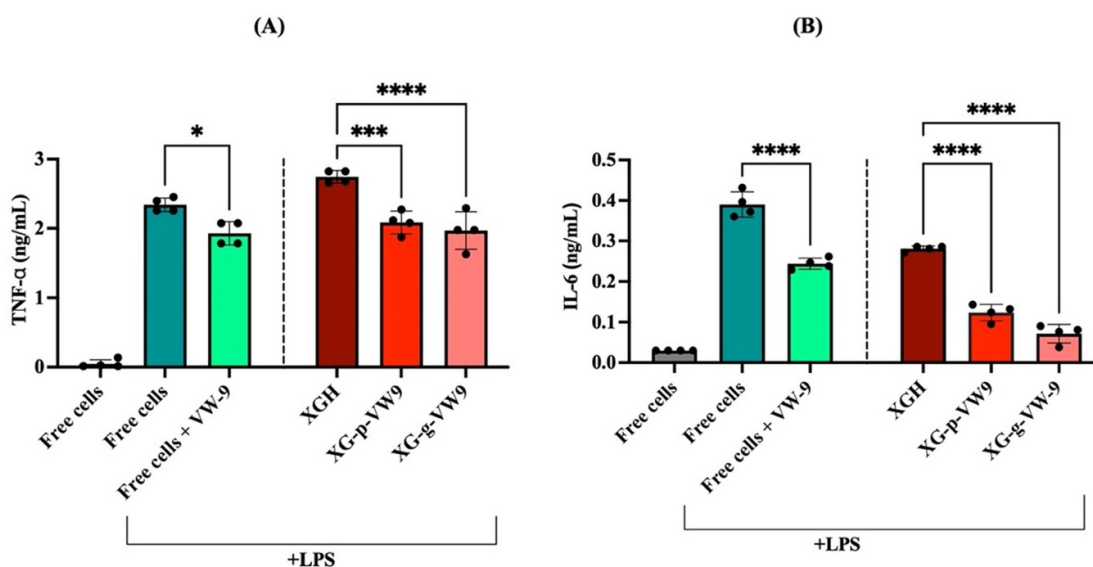 (A)
TNF-α (ng/mL)
3
2
1
0
*
***
****
Free cells
Free cells
Free cells + VW-9
XGH
XG-p-VW9
XG-g-VW9
+LPS
(B)
IL-6 (ng/mL)
0.5
0.4
0.3
0.2
0.1
0.0
****
****
****
Free cells
Free cells
Free cells + VW-9
XGH
XG-p-VW9
XG-g-VW-9
+LPS